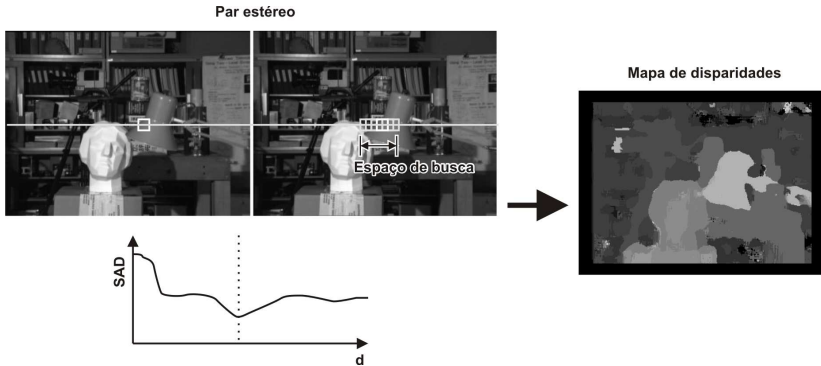 Par estéreo
Mapa de disparidades
Espaço de busca
SAD
d